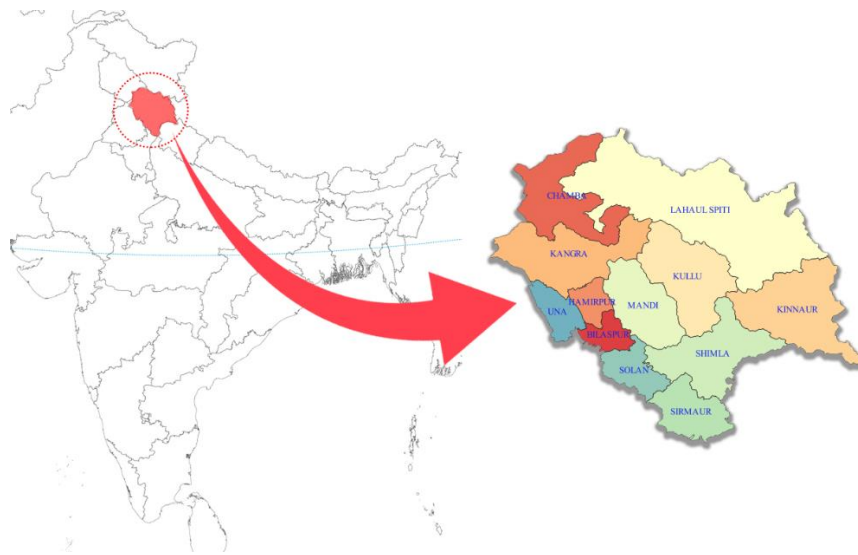 CHAMBA
LAHAUL SPITI
KANGRA
KULLU
HAMIRPUR
MANDI
UNA
KINNAUR
BILASPUR
SHIMLA
SOLAN
SIRMAUR